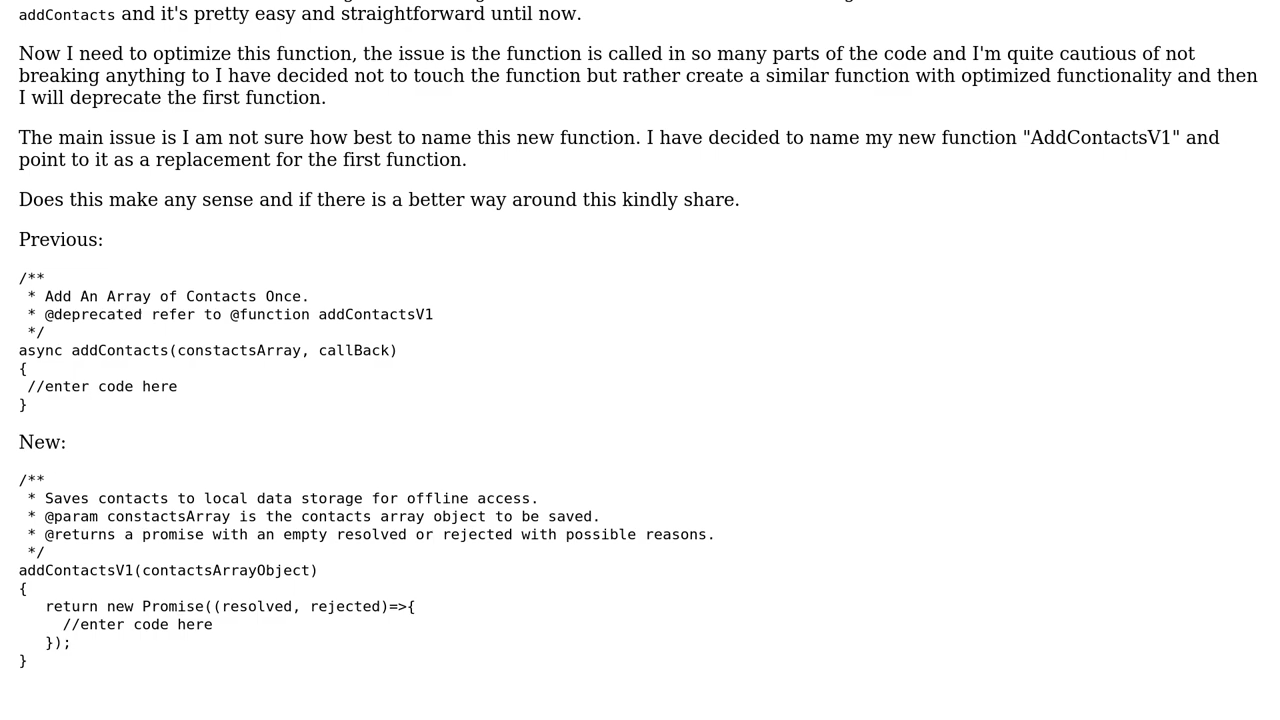 addContacts and it's pretty easy and straightforward until now.
Now I need to optimize this function, the issue is the function is called in so many parts of the code and I'm quite cautious of not
breaking anything to I have decided not to touch the function but rather create a similar function with optimized functionality and then
I will deprecate the first function.
The main issue is I am not sure how best to name this new function. I have decided to name my new function "AddContactsV1" and
point to it as a replacement for the first function.
Does this make any sense and if there is a better way around this kindly share.
Previous:
/**
 * Add An Array of Contacts Once.
 * @deprecated refer to @function addContactsV1
 */
async addContacts(constactsArray, callBack)
{
 //enter code here
}
New:
/**
 * Saves contacts to local data storage for offline access.
 * @param constactsArray is the contacts array object to be saved.
 * @returns a promise with an empty resolved or rejected with possible reasons.
 */
addContactsV1(contactsArrayObject)
{
   return new Promise((resolved, rejected)=>{
     //enter code here
   });
}